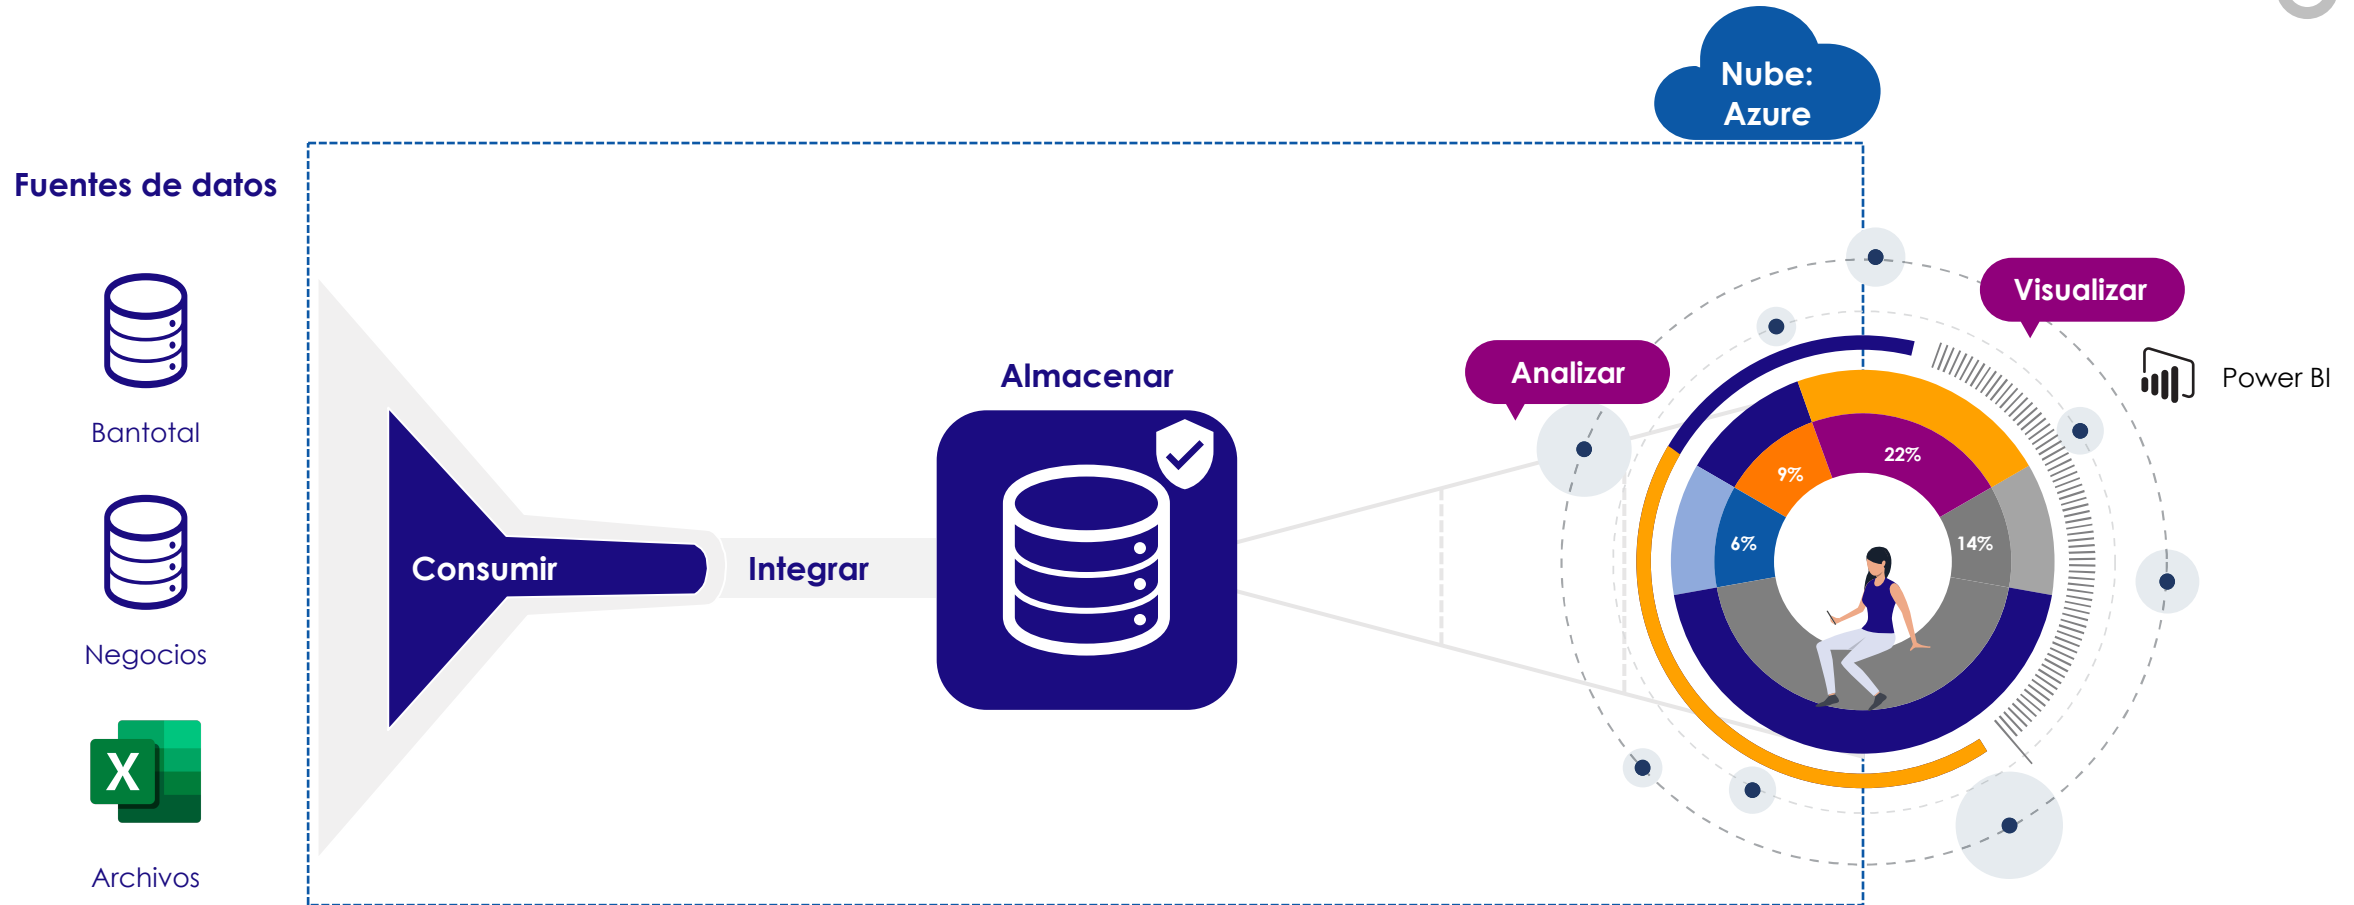 Nube:
Azure
Fuentes de datos
Bantotal
Negocios
X
Archivos
Consumir
Integrar
Almacenar
Analizar
Visualizar
Power BI
22%
9%
6%
14%